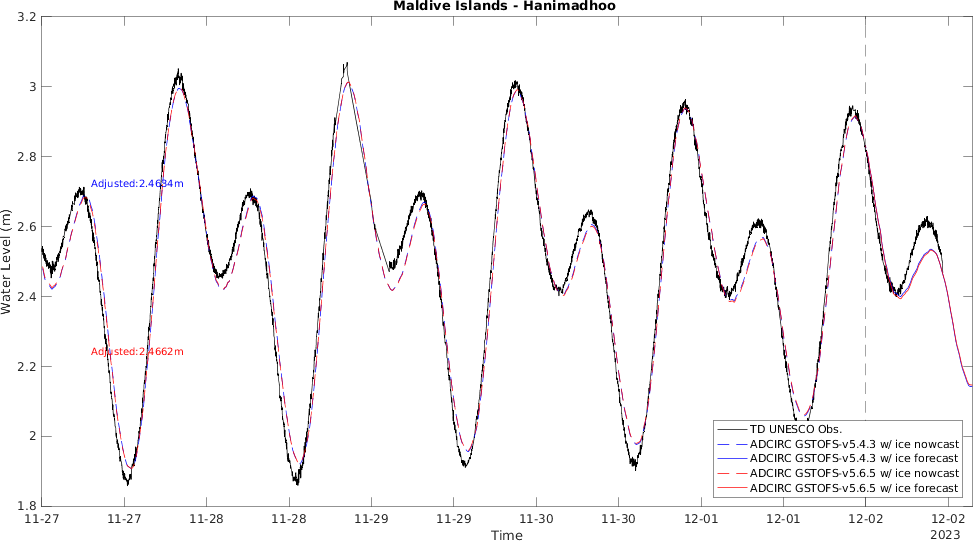 Maldive Islands - Hanimadhoo
3.2
3
2.8
2.6
2.4
2.2
2
1.8
Water Level (m)
Adjusted:2.4634m
Adjusted:2.4662m
TD UNESCO Obs.
ADCIRC GSTOFS-v5.4.3 w/ ice nowcast
ADCIRC GSTOFS-v5.4.3 w/ ice forecast
ADCIRC GSTOFS-v5.6.5 w/ ice nowcast
ADCIRC GSTOFS-v5.6.5 w/ ice forecast
11-27 11-27 11-28 11-28 11-29 11-29 11-30 11-30 12-01 12-01 12-02 12-02
Time
2023